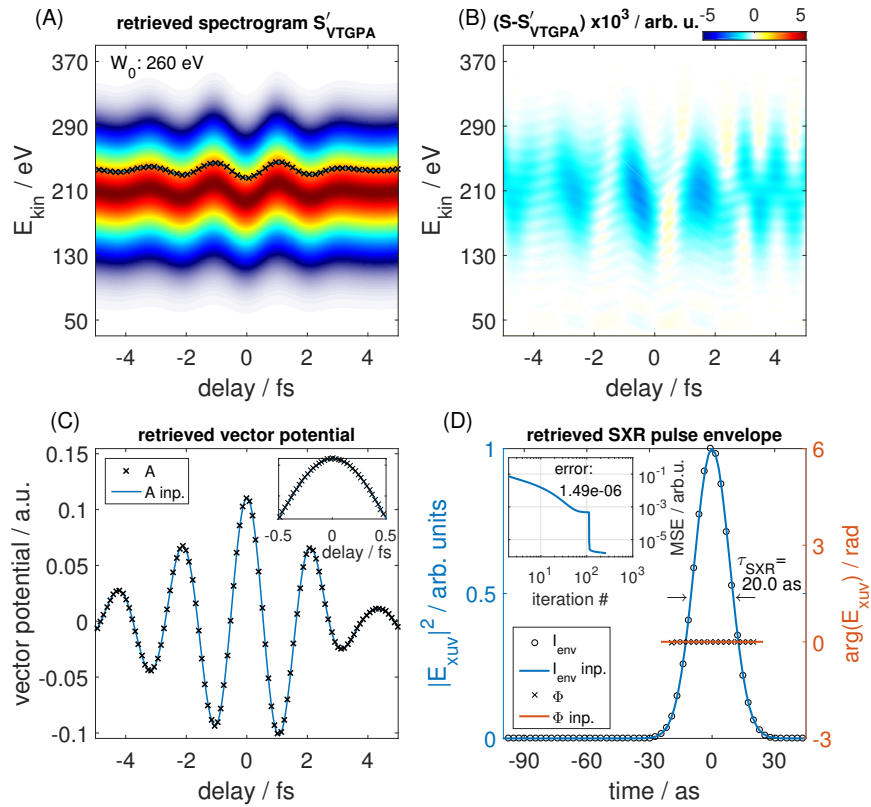 (A)
retrieved spectrogram S′VTGPA
W0: 260 eV
370
290
210
130
50
Ekin / eV
-4 -2 0 2 4
delay / fs
(B)
(S-S′VTGPA) x10³ / arb. u.
-5 0 5
370
290
210
130
50
Ekin / eV
-4 -2 0 2 4
delay / fs
(C)
retrieved vector potential
0.15
0.1
0.05
0
-0.05
-0.1
vector potential / a.u.
A
A inp.
-0.5 0 0.5
delay / fs
-4 -2 0 2 4
delay / fs
(D)
retrieved SXR pulse envelope
1
0.5
0
|Exuv|² / arb. units
error:
1.49e-06
10⁻¹
10⁻³
10⁻⁵
MSE / arb.u.
10¹ 10² 10³
iteration #
τSXR=
20.0 as
Ienv
Ienv inp.
Φ
Φ inp.
6
3
0
-3
arg(Exuv) / rad
-90 -60 -30 0 30
time / as